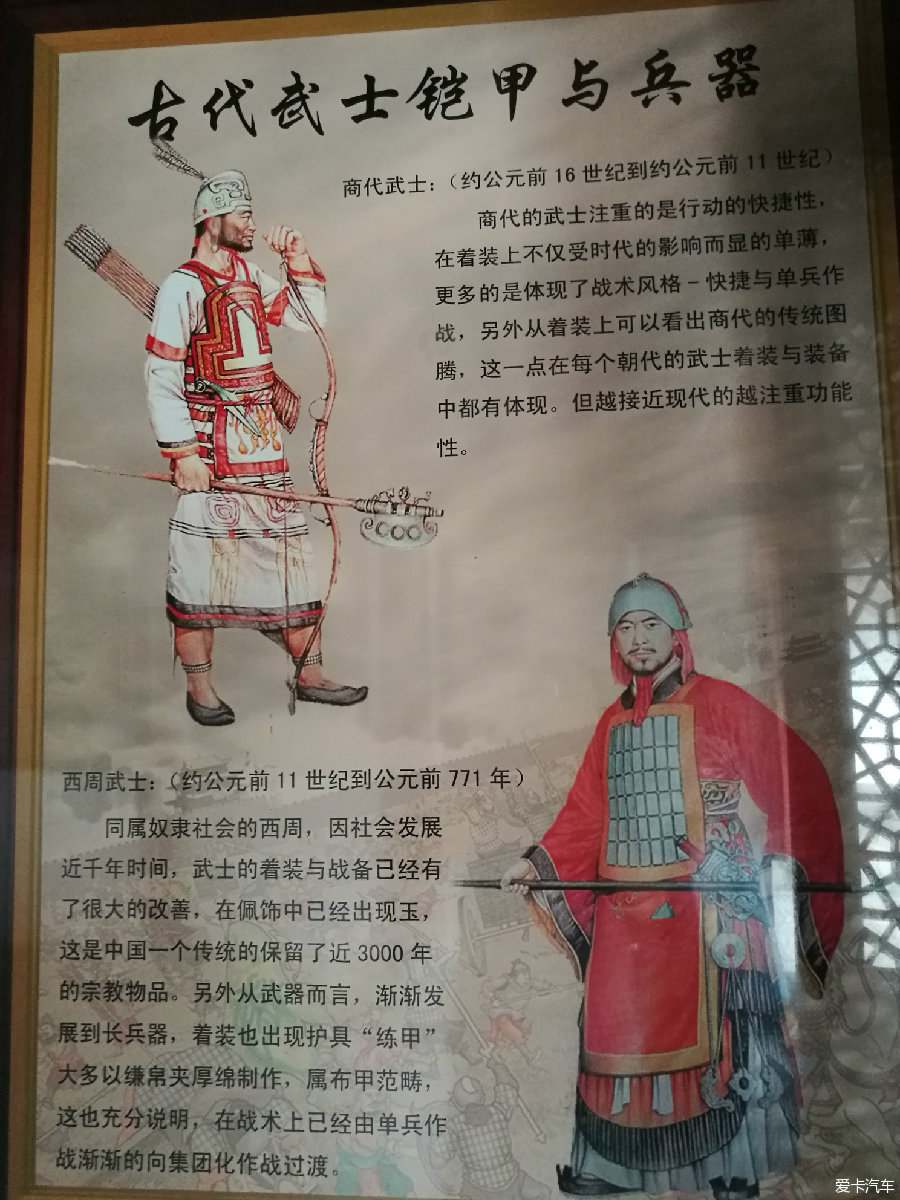 古代武士铠甲与兵器
商代武士：（约公元前16世纪到约公元前11世纪）
商代的武士注重的是行动的快捷性，
在着装上不仅受时代的影响而显的单薄，
更多的是体现了战术风格－快捷与单兵作
战，另外从着装上可以看出商代的传统图
腾，这一点在每个朝代的武士着装与装备
中都有体现。但越接近现代的越注重功能
性。
西周武士：（约公元前11世纪到公元前771年）
同属奴隶社会的西周，因社会发展
近千年时间，武士的着装与战备已经有
了很大的改善，在佩饰中已经出现玉，
这是中国一个传统的保留了近3000年
的宗教物品。另外从武器而言，渐渐发
展到长兵器，着装也出现护具“练甲”
大多以缣帛夹厚绵制作，属布甲范畴，
这也充分说明，在战术上已经由单兵作
战渐渐的向集团化作战过渡。
爱卡汽车